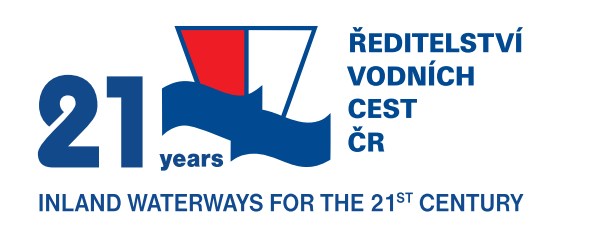 21 years
ŘEDITELSTVÍ
VODNÍCH
CEST
ČR
INLAND WATERWAYS FOR THE 21ST CENTURY